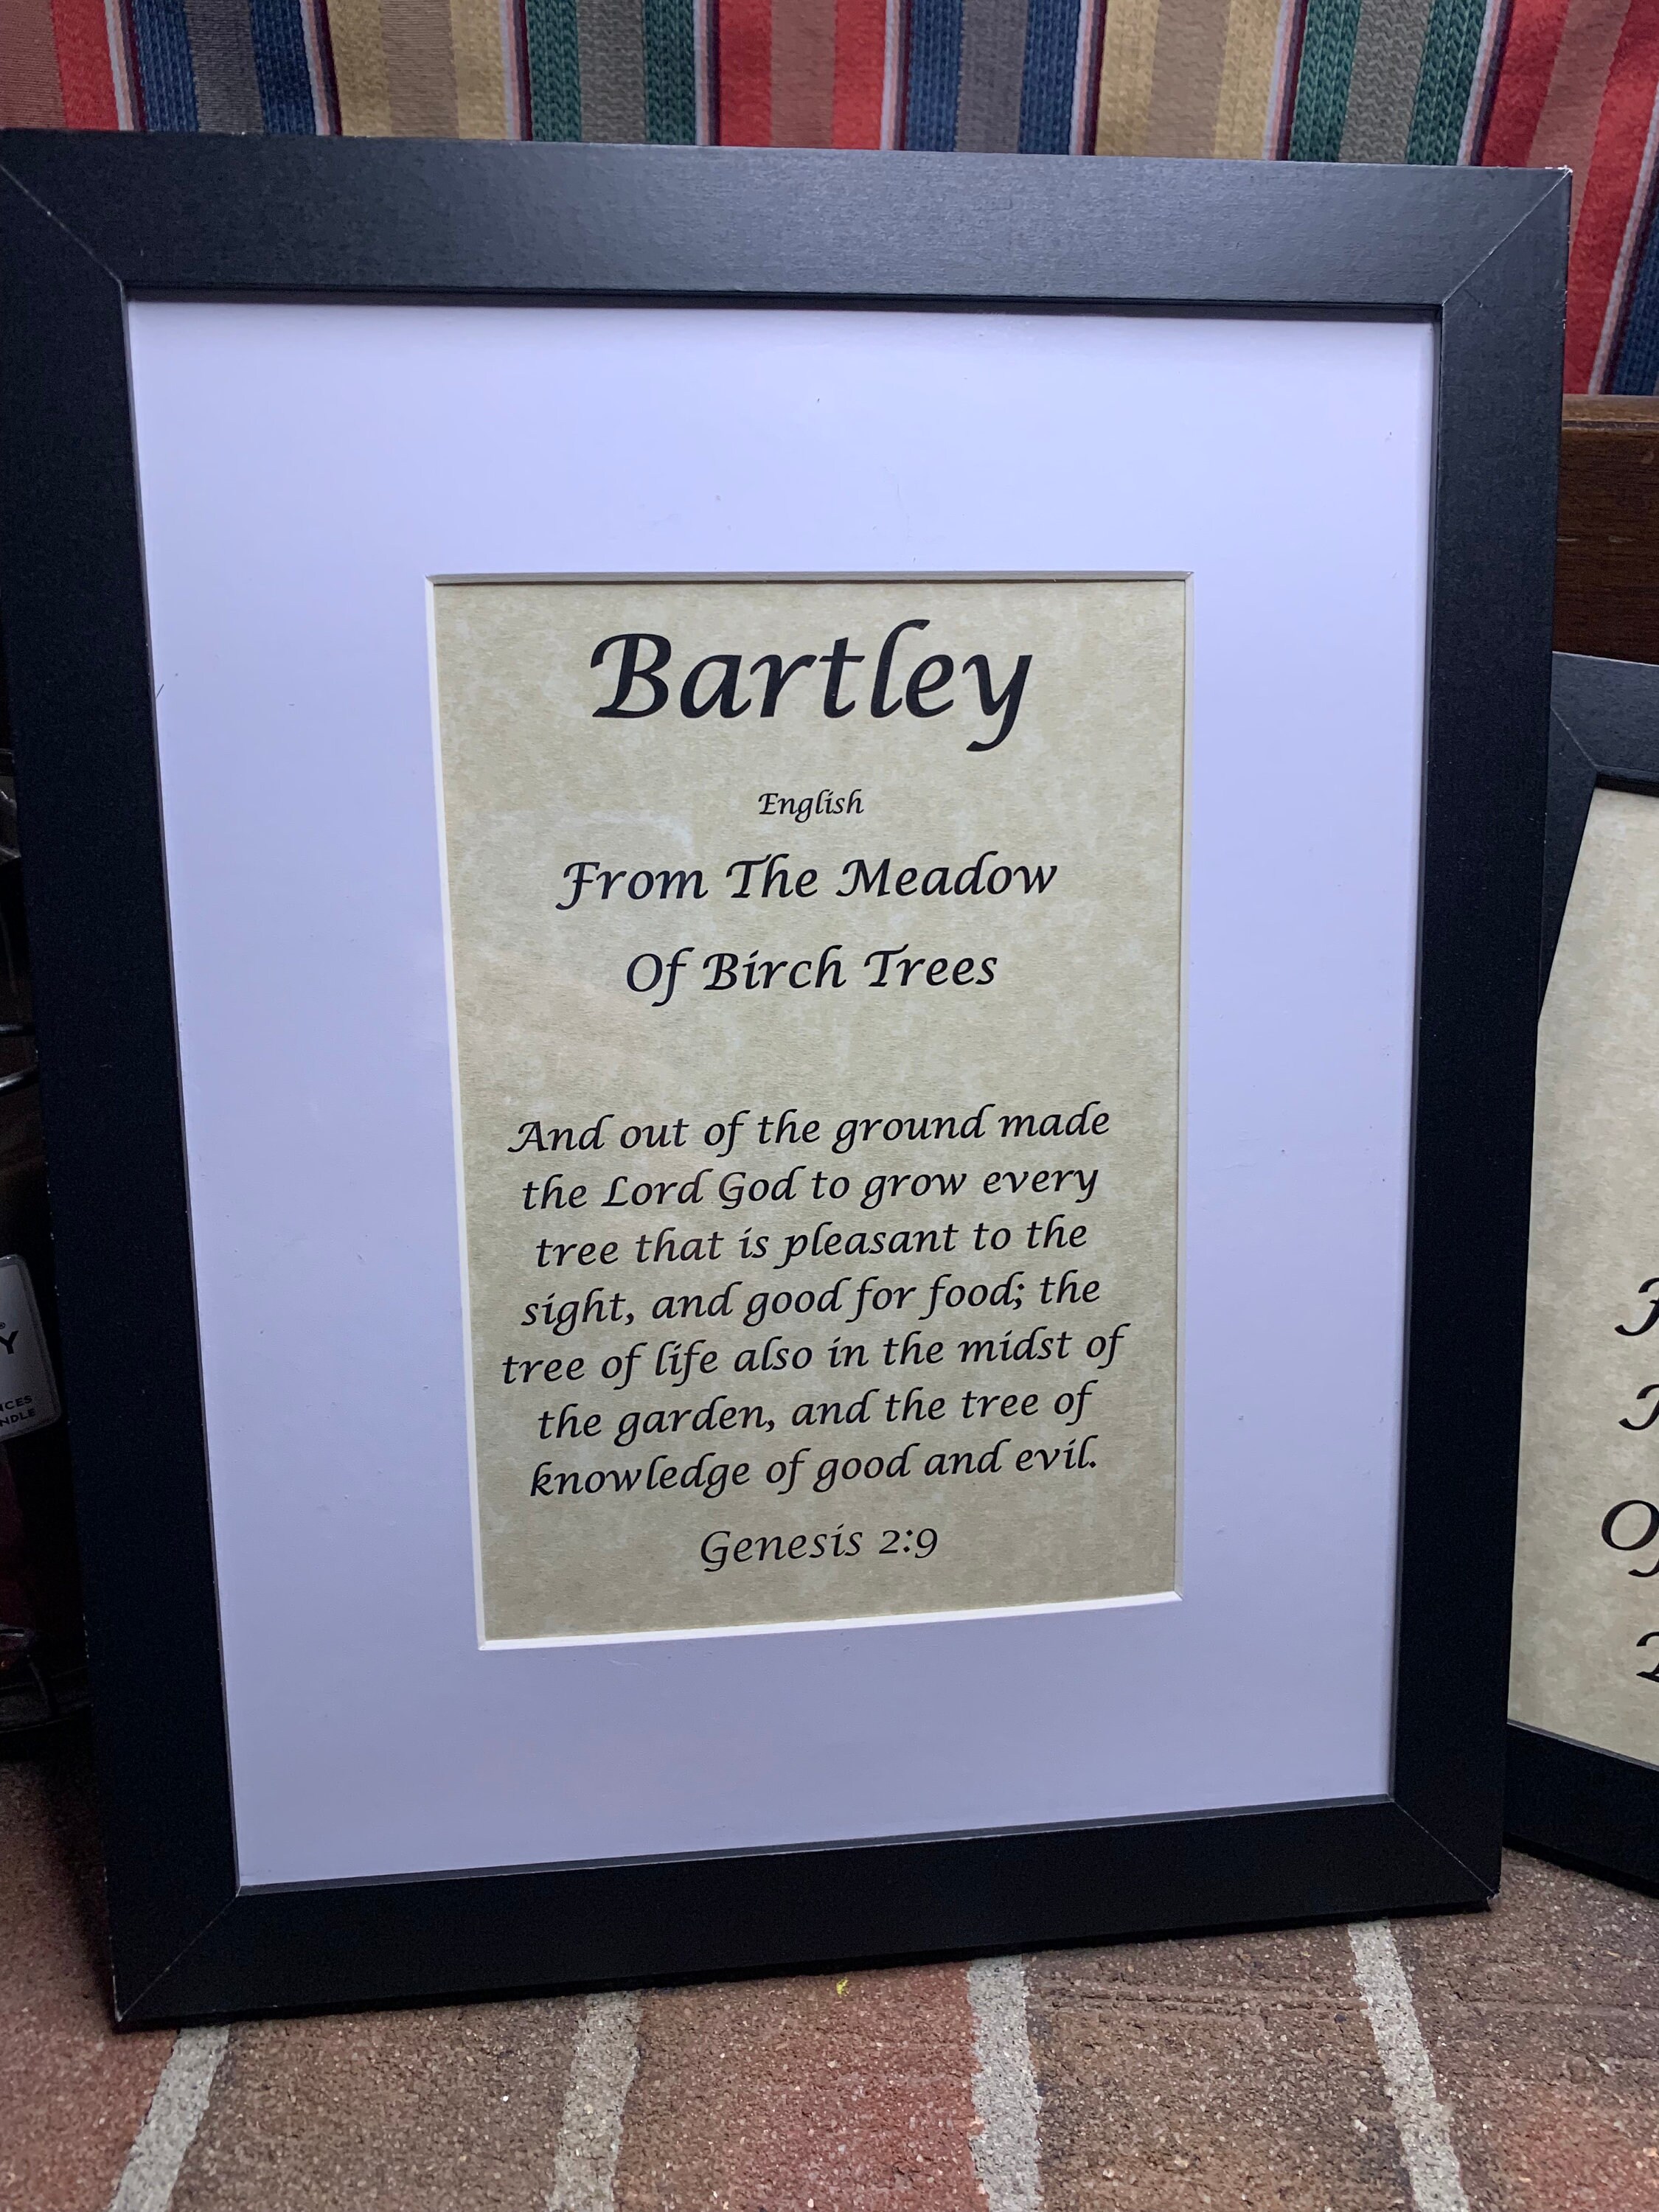 Bartley
English
From The Meadow
Of Birch Trees
And out of the ground made
the Lord God to grow every
tree that is pleasant to the
sight, and good for food; the
tree of life also in the midst of
the garden, and the tree of
knowledge of good and evil.
Genesis 2:9